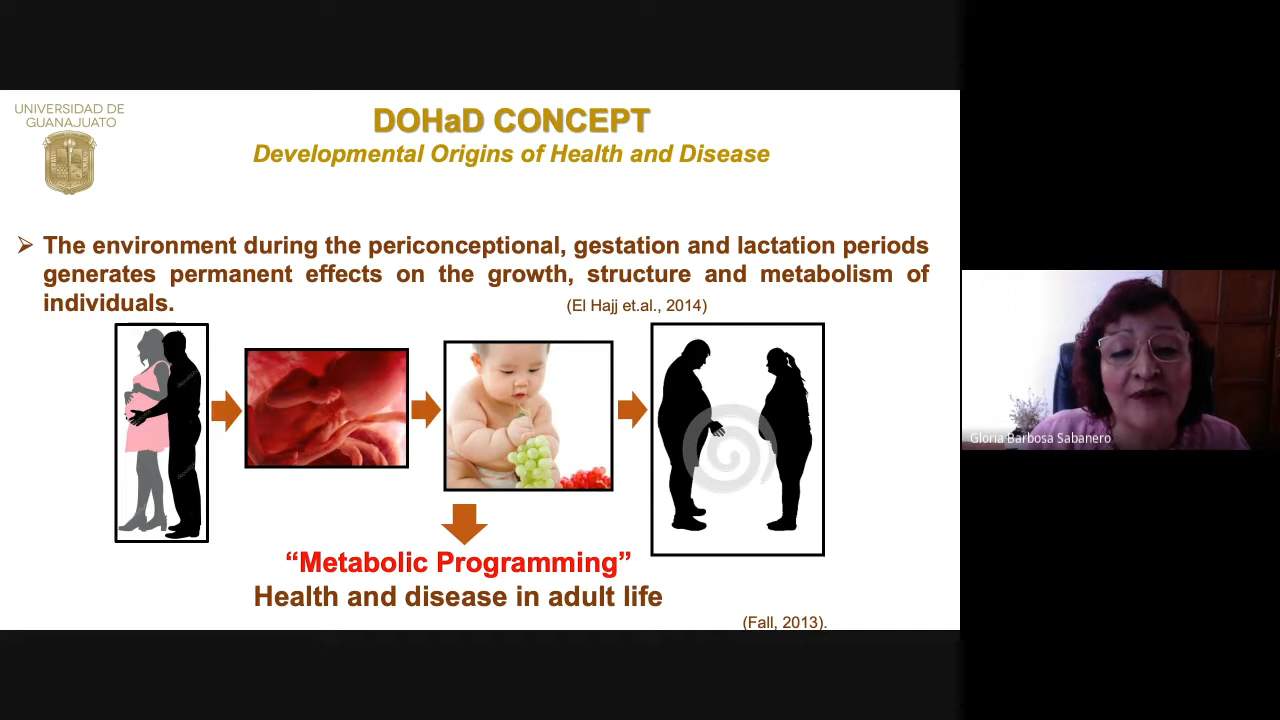 UNIVERSIDAD DE
GUANAJUATO
DOHaD CONCEPT
Developmental Origins of Health and Disease
➢ The environment during the periconceptional, gestation and lactation periods
generates permanent effects on the growth, structure and metabolism of
individuals.
(El Hajj et.al., 2014)
“Metabolic Programming”
Health and disease in adult life
(Fall, 2013).
Gloria Barbosa Sabanero